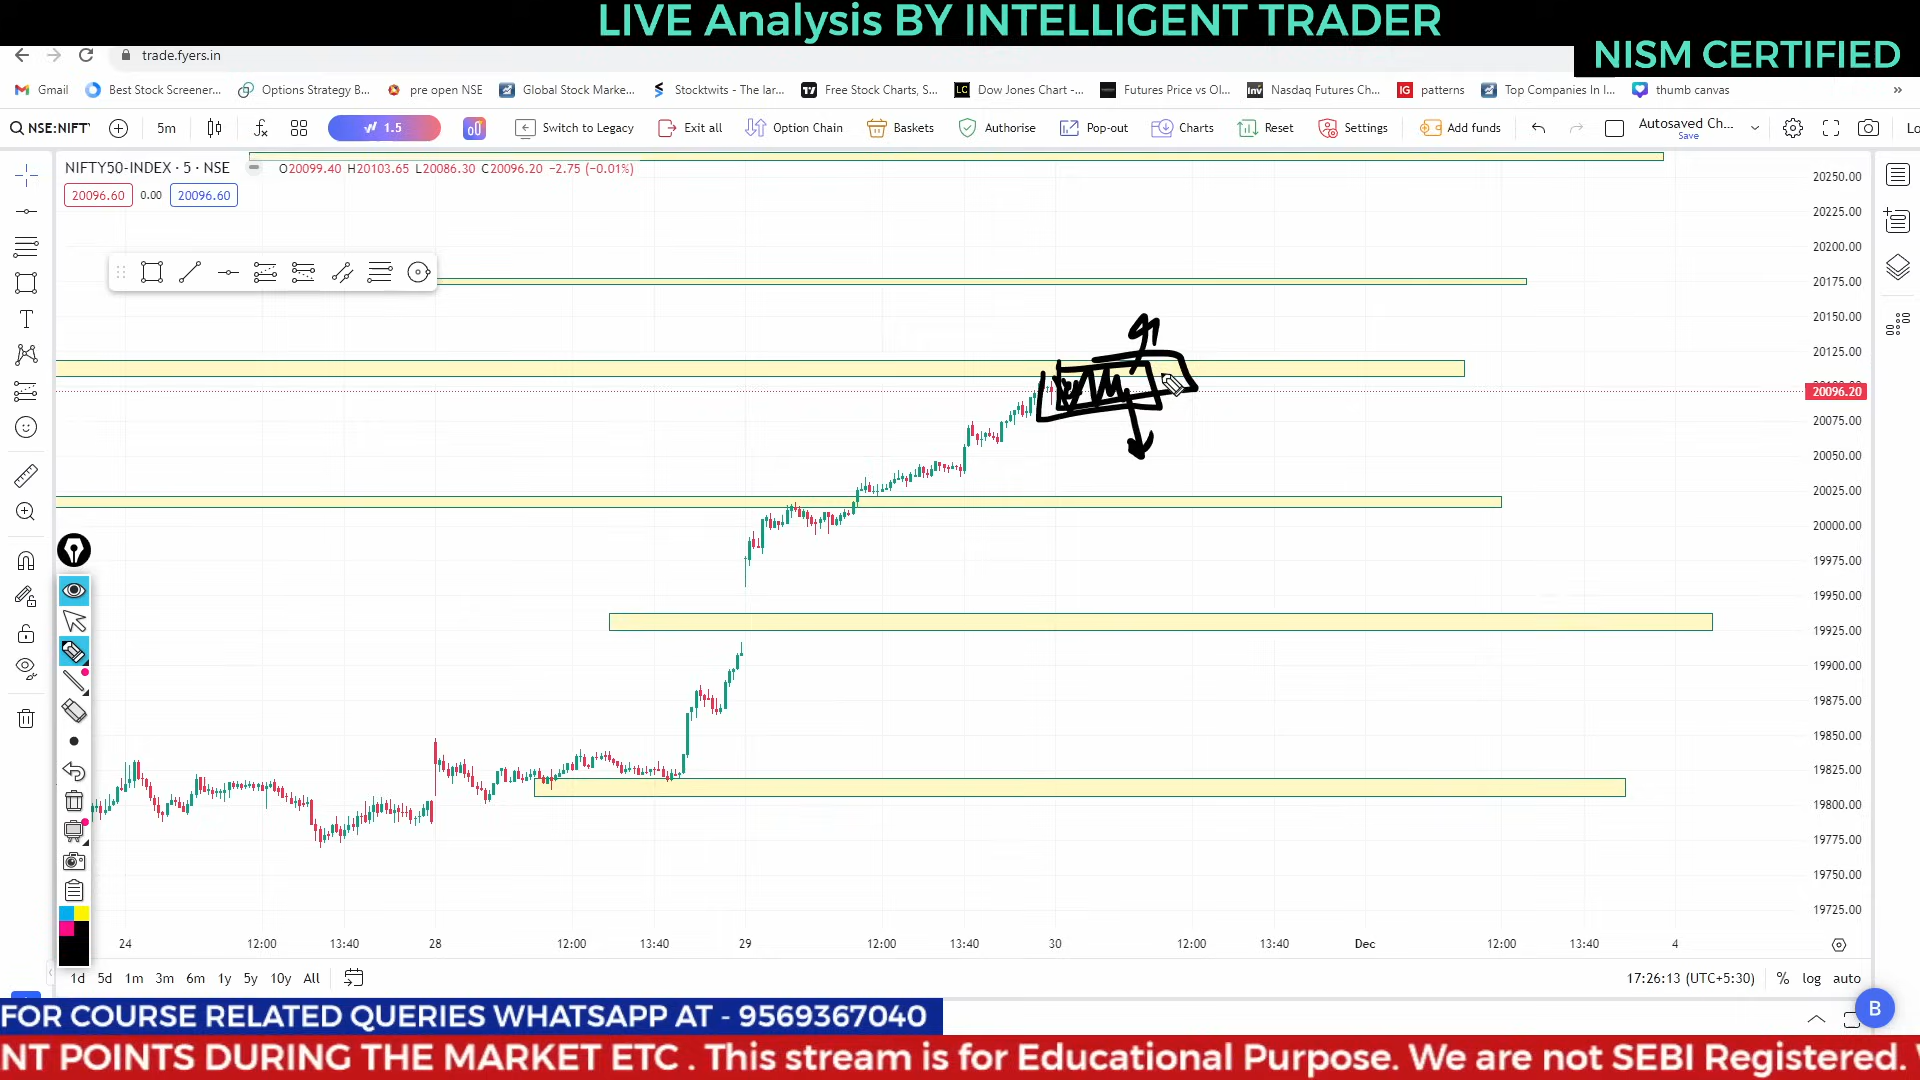 LIVE Analysis BY INTELLIGENT TRADER
NISM CERTIFIED
trade.fyers.in
Gmail
Best Stock Screener...
Options Strategy B...
pre open NSE
Global Stock Marke...
Stocktwits - The lar...
Free Stock Charts, S...
Dow Jones Chart -...
Futures Price vs Ol...
Nasdaq Futures Ch...
patterns
Top Companies In I...
thumb canvas
NSE:NIFTY
5m
1.5
Switch to Legacy
Exit all
Option Chain
Baskets
Authorise
Pop-out
Charts
Reset
Settings
Add funds
Autosaved Ch...
Save
Lo
NIFTY50-INDEX · 5 · NSE
O20099.40 H20103.65 L20086.30 C20096.20 −2.75 (−0.01%)
20096.60
0.00
20096.60
20250.00
20225.00
20200.00
20175.00
20150.00
20125.00
20096.20
20075.00
20050.00
20025.00
20000.00
19975.00
19950.00
19925.00
19900.00
19875.00
19850.00
19825.00
19800.00
19775.00
19750.00
19725.00
24 12:00 13:40 28 12:00 13:40 29 12:00 13:40 30 12:00 13:40 Dec 12:00 13:40 4
1d 5d 1m 3m 6m 1y 5y 10y All
17:26:13 (UTC+5:30)
% log auto
FOR COURSE RELATED QUERIES WHATSAPP AT - 9569367040
B
NT POINTS DURING THE MARKET ETC . This stream is for Educational Purpose. We are not SEBI Registered.